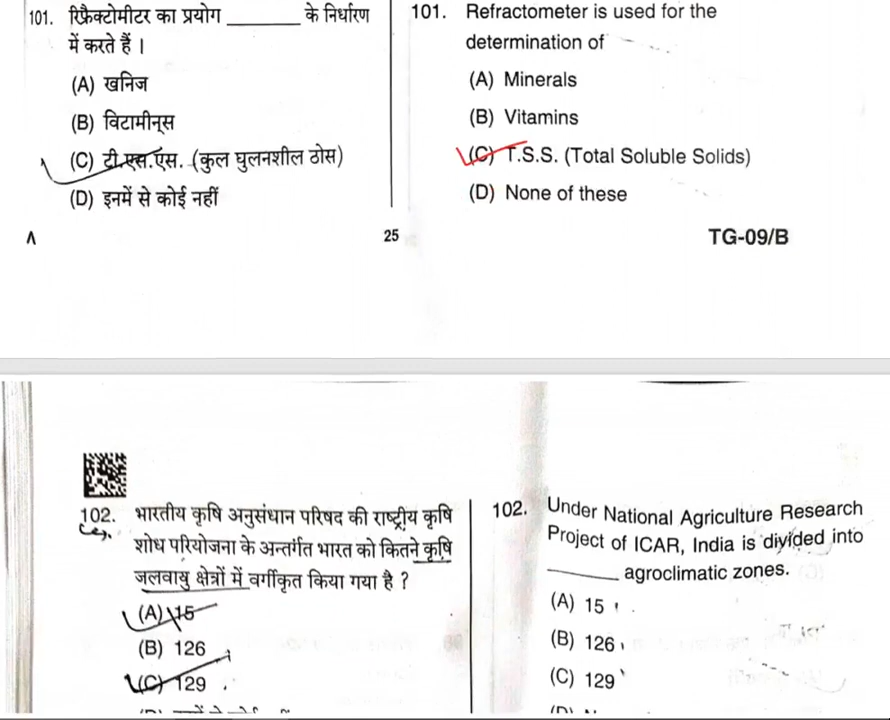 101. रिफ्रैक्टोमीटर का प्रयोग ________ के निर्धारण
में करते हैं ।
(A) खनिज
(B) विटामीन्स
(C) टी.एस.एस. (कुल घुलनशील ठोस)
(D) इनमें से कोई नहीं
101. Refractometer is used for the
determination of
(A) Minerals
(B) Vitamins
(C) T.S.S. (Total Soluble Solids)
(D) None of these
25
TG-09/B
102. भारतीय कृषि अनुसंधान परिषद की राष्ट्रीय कृषि
शोध परियोजना के अन्तर्गत भारत को कितने कृषि
जलवायु क्षेत्रों में वर्गीकृत किया गया है ?
(A) 15
(B) 126
(C) 129
102. Under National Agriculture Research
Project of ICAR, India is divided into
________ agroclimatic zones.
(A) 15
(B) 126
(C) 129